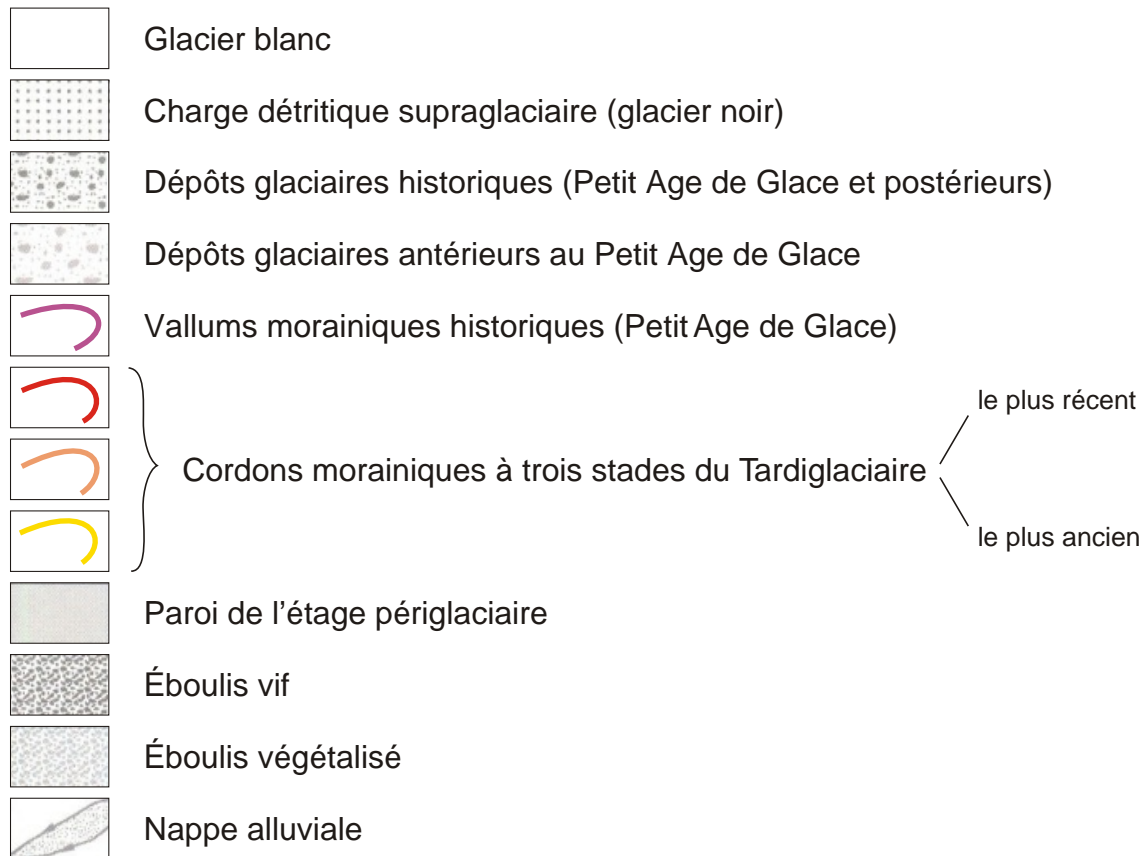 Glacier blanc
Charge détritique supraglaciaire (glacier noir)
Dépôts glaciaires historiques (Petit Age de Glace et postérieurs)
Dépôts glaciaires antérieurs au Petit Age de Glace
Vallums morainiques historiques (Petit Age de Glace)
le plus récent
Cordons morainiques à trois stades du Tardiglaciaire
le plus ancien
Paroi de l’étage périglaciaire
Éboulis vif
Éboulis végétalisé
Nappe alluviale